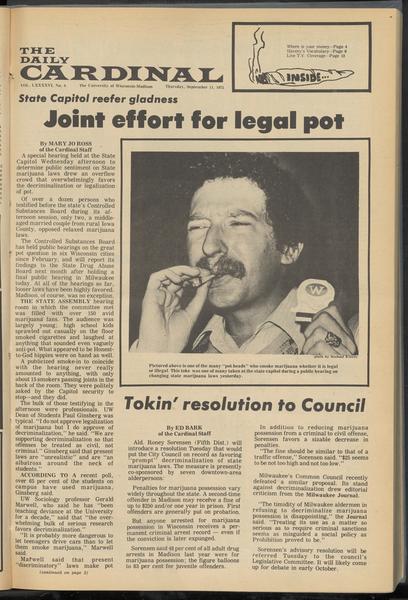 THE
DAILY
CARDINAL
VOL. LXXXVI, No. 8 The University of Wisconsin-Madison Thursday, September 11, 1975
Where is your money—Page 4
Live T.V. Coverage—Page 10
INSIDE...
State Capitol reefer gladness
Joint effort for legal pot
By MARY JO ROSS
of the Cardinal Staff
A special hearing held at the State
Capitol Wednesday afternoon to
determine public sentiment on State
marijuana laws drew an overflow
crowd that overwhelmingly favors
the decriminalization or legalization
of pot.
Of over a dozen persons who
testified before the state's Controlled
Substances Board during its af-
ternoon session, only two, a middle-
aged married couple from rural Iowa
County, opposed relaxed marijuana
laws.
The Controlled Substances Board
has held public hearings on the great
pot question in six Wisconsin cities
since February, and will report its
findings to the State Drug Abuse
Board next month after holding a
final public hearing in Milwaukee
today. At all of the hearings so far,
looser laws have been highly favored.
Madison, of course, was no exception.
THE STATE ASSEMBLY hearing
room in which the committee met
was filled with over 150 avid
marijuana fans. The audience was
largely young; high school kids
sprawled out casually on the floor
smoked cigarettes and laughed at
anything that sounded even vaguely
anti-pot. What appeared to be Honest-
to-God hippies were on hand as well.
A publicized smoke-in to coincide
with the hearing never really
amounted to anything, with only
about 15 smokers passing joints in the
back of the room. They were politely
asked by the Capitol security to
stop—and they did.
The bulk of those testifying in the
afternoon were professionals. UW
Dean of Students Paul Ginsberg was
typical. "I do not approve legalization
of marijuana but I do approve of
decriminalization," he said. "We are
supporting decriminalization so that
offenses be treated as civil, not
criminal." Ginsberg said that present
laws are "unrealistic" and are "an
albatross around the neck of
students."
ACCORDING TO A recent poll,
over 65 per cent of the students on
campus have used marijuana,
Ginsberg said.
UW Sociology professor Gerald
Marwell, who said he has "been
teaching deviance at the University
for a decade," said that "the over-
whelming bulk of serious research
favors decriminalization."
"It is probably more dangerous to
let teenagers drive cars than to let
them smoke marijuana," Marwell
said.
Marwell said that present
"discriminatory" laws make pot
(continued on page 2)
Pictured above is one of the many "pot heads" who smoke marijuana whether it is legal
or illegal. This toke was one of many taken at the state capitol during a public hearing on
changing state marijuana laws yesterday.
Tokin' resolution to Council
By ED BARK
of the Cardinal Staff
Ald. Roney Sorensen (Fifth Dist.) will
introduce a resolution Tuesday that would
put the City Council on record as favoring
"prompt" decriminalization of state
marijuana laws. The measure is presently
co-sponsored by seven downtown-area
alderpersons.
Penalties for marijuana possession vary
widely throughout the state. A second-time
offender in Madison may receive a fine of
up to $250 and/or one year in prison. First
offenders are generally put on probation.
But anyone arrested for marijuana
possession in Wisconsin receives a per-
manent criminal arrest record — even if
the conviction is later expunged.
Sorensen said 48 per cent of all adult drug
arrests in Madison last year were for
marijuana possession; the figure balloons
to 83 per cent for juvenile offenders.
In addition to reducing marijuana
possession from a criminal to civil offense,
Sorensen favors a sizable decrease in
penalties.
"The fine should be similar to that of a
traffic offense," Sorensen said. "$25 seems
to be not too high and not too low."
Milwaukee's Common Council recently
defeated a similar proposal. Its stand
against discrimination drew editorial
criticism from the Milwaukee Journal.
"The timidity of Milwaukee aldermen in
refusing to decriminalize marijuana
possession is disappointing," the Journal
said. "Treating its use as a matter so
serious as to require criminal sanctions
seems as misguided a social policy as
Prohibition proved to be."
Sorensen's advisory resolution will be
referred Tuesday to the council's
Legislative Committee. It will likely come
up for debate in early October.